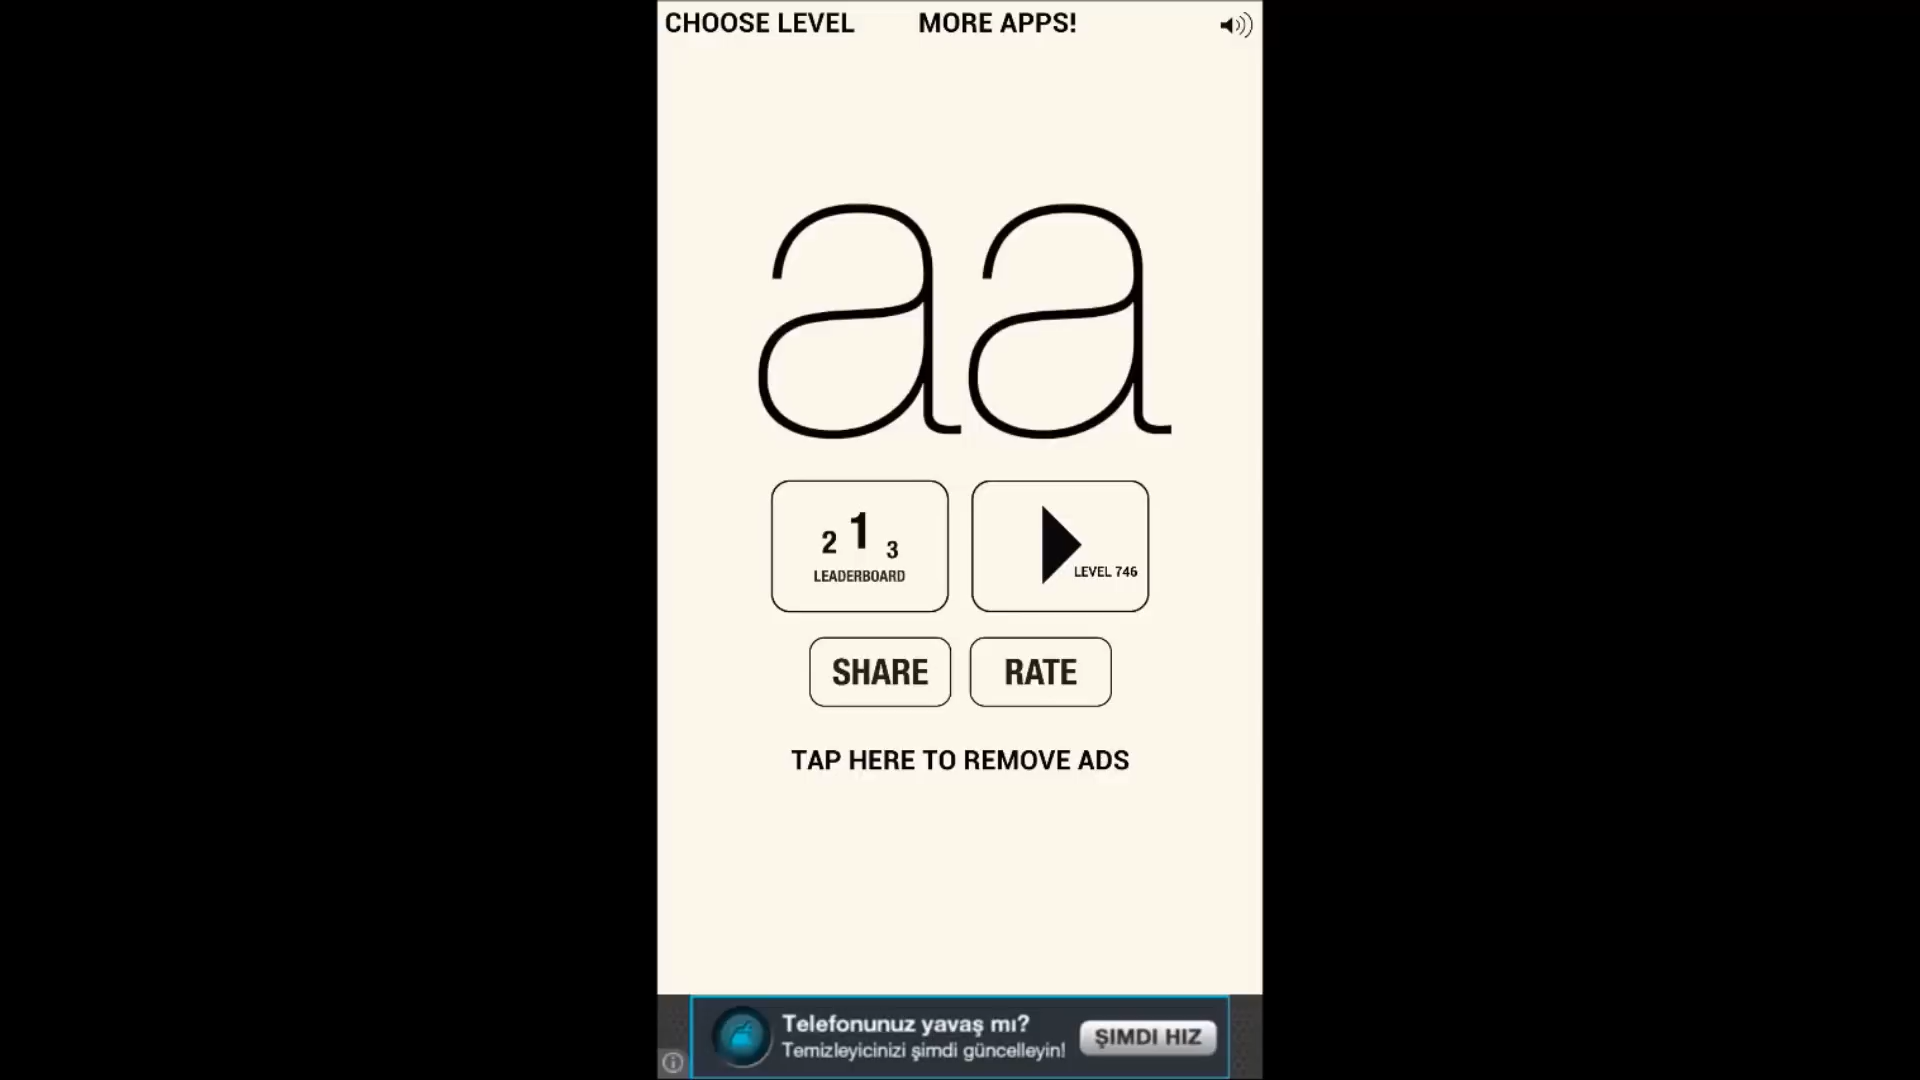 CHOOSE LEVEL MORE APPS!
aa
2 1 3
LEADERBOARD
LEVEL 746
SHARE RATE
TAP HERE TO REMOVE ADS
Telefonunuz yavaş mı?
Temizleyicinizi şimdi güncelleyin!
ŞIMDI HIZ